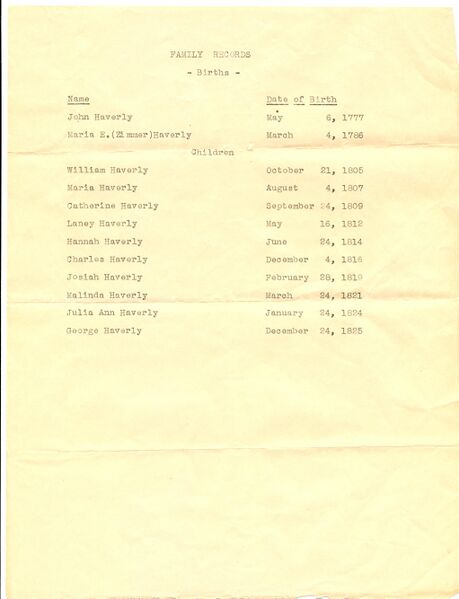 FAMILY RECORDS
- Births -
Name Date of Birth
John Haverly May 6, 1777
Maria E.(Zimmer)Haverly March 4, 1786
Children
William Haverly October 21, 1805
Maria Haverly August 4, 1807
Catherine Haverly September 24, 1809
Laney Haverly May 16, 1812
Hannah Haverly June 24, 1814
Charles Haverly December 4, 1816
Josiah Haverly February 28, 1819
Malinda Haverly March 24, 1821
Julia Ann Haverly January 24, 1824
George Haverly December 24, 1825